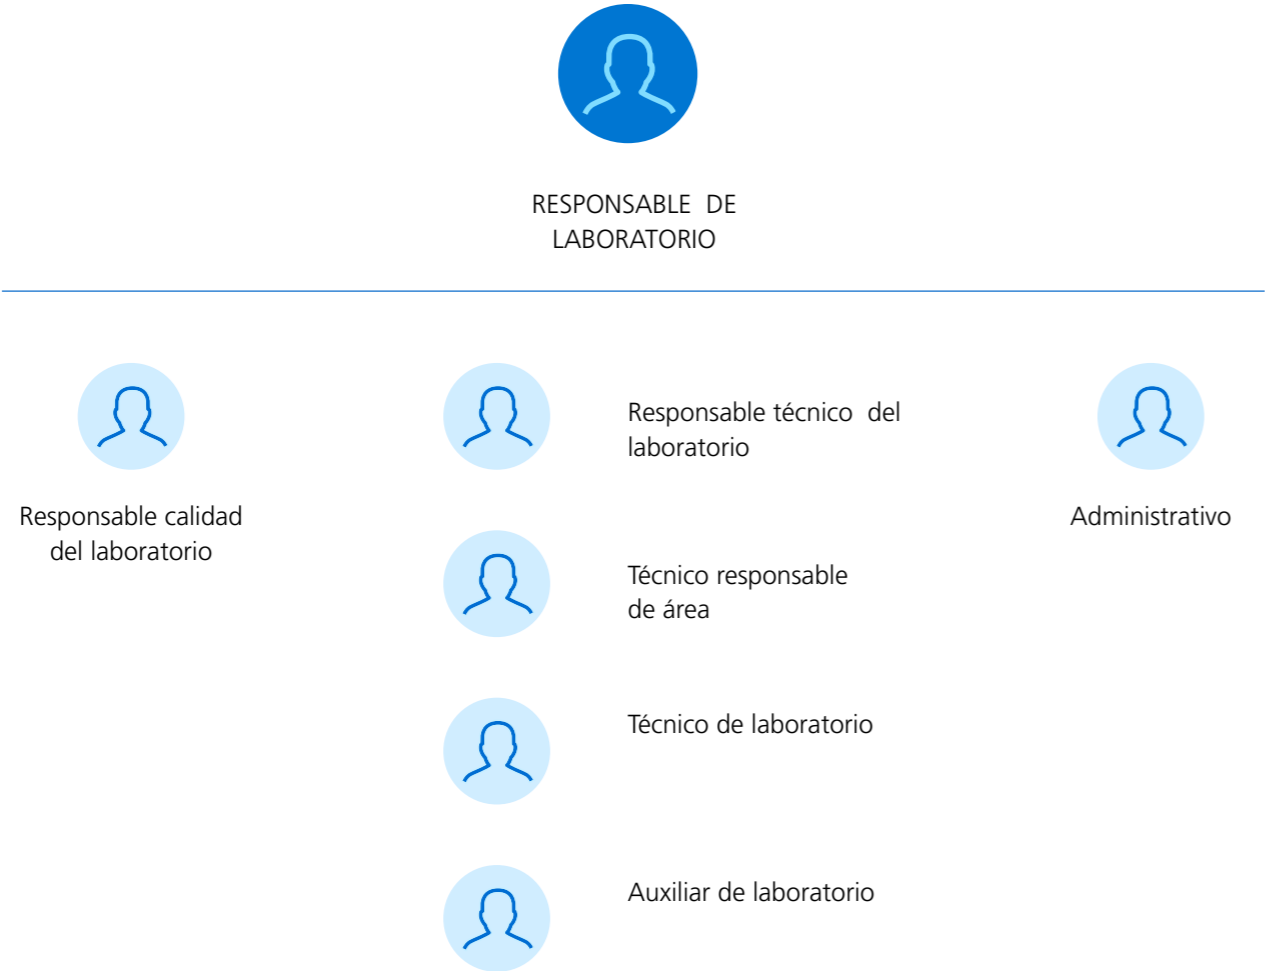 RESPONSABLE DE
LABORATORIO
Responsable calidad
del laboratorio
Responsable técnico del
laboratorio
Técnico responsable
de área
Técnico de laboratorio
Auxiliar de laboratorio
Administrativo